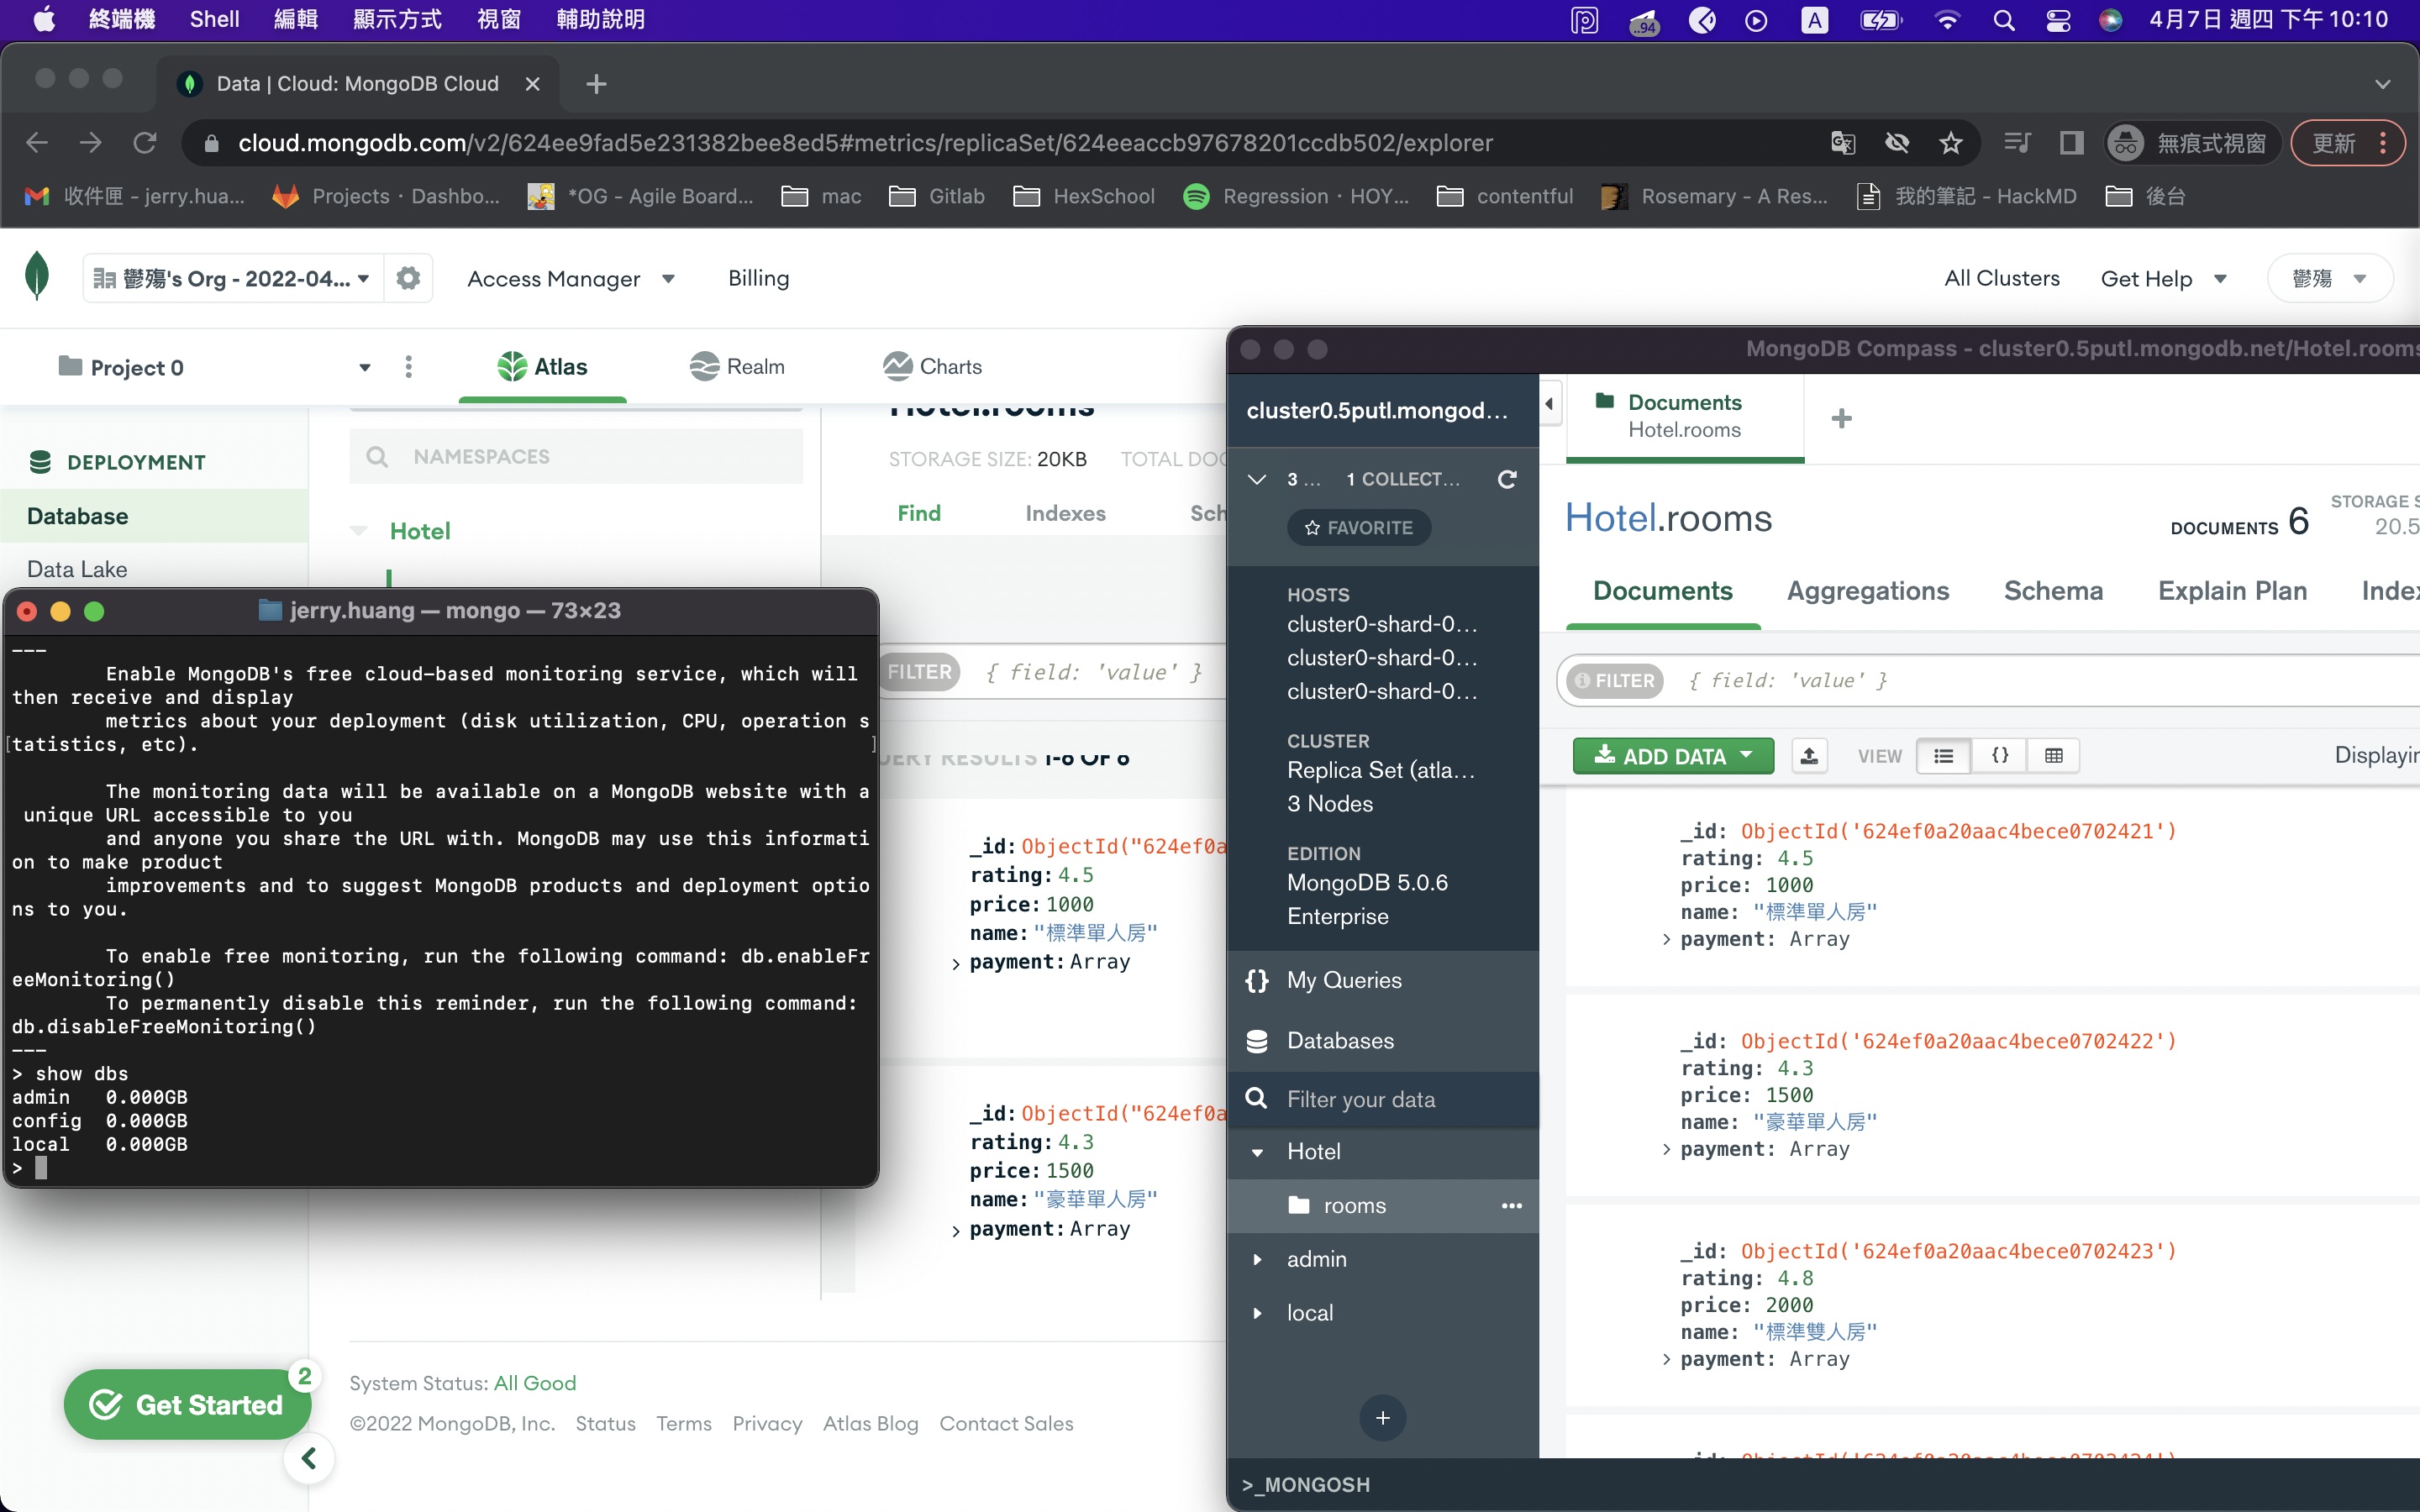 終端機 Shell 編輯 顯示方式 視窗 輔助說明
..94 A 4月7日 週四 下午 10:10
Data | Cloud: MongoDB Cloud
cloud.mongodb.com/v2/624ee9fad5e231382bee8ed5#metrics/replicaSet/624eeaccb97678201ccdb502/explorer
無痕式視窗 更新
收件匣 - jerry.hua... Projects · Dashbo... *OG - Agile Board... mac Gitlab HexSchool Regression · HOY... contentful Rosemary - A Res... 我的筆記 - HackMD 後台
鬱殤's Org - 2022-04... Access Manager Billing
All Clusters Get Help 鬱殤
Project 0 Atlas Realm Charts
DEPLOYMENT
Database
Data Lake
NAMESPACES
Hotel
Hotel.rooms
STORAGE SIZE: 20KB TOTAL DOC
Find Indexes Sch
FILTER { field: 'value' }
UERY RESULTS 1-6 OF 6
_id: ObjectId("624ef0a
rating: 4.5
price: 1000
name: "標準單人房"
payment: Array
_id: ObjectId("624ef0a
rating: 4.3
price: 1500
name: "豪華單人房"
payment: Array
System Status: All Good
©2022 MongoDB, Inc. Status Terms Privacy Atlas Blog Contact Sales
Get Started 2
jerry.huang — mongo — 73×23
---
Enable MongoDB's free cloud-based monitoring service, which will
then receive and display
metrics about your deployment (disk utilization, CPU, operation s
[tatistics, etc). ]
The monitoring data will be available on a MongoDB website with a
unique URL accessible to you
and anyone you share the URL with. MongoDB may use this informati
on to make product
improvements and to suggest MongoDB products and deployment optio
ns to you.
To enable free monitoring, run the following command: db.enableFr
eeMonitoring()
To permanently disable this reminder, run the following command:
db.disableFreeMonitoring()
---
> show dbs
admin 0.000GB
config 0.000GB
local 0.000GB
>
MongoDB Compass - cluster0.5putl.mongodb.net/Hotel.rooms
cluster0.5putl.mongod...
3 ... 1 COLLECT...
FAVORITE
HOSTS
cluster0-shard-0...
cluster0-shard-0...
cluster0-shard-0...
CLUSTER
Replica Set (atla...
3 Nodes
EDITION
MongoDB 5.0.6
Enterprise
{} My Queries
Databases
Filter your data
Hotel
rooms ...
admin
local
+
>_MONGOSH
Documents
Hotel.rooms
Hotel.rooms
DOCUMENTS 6 STORAGE S
20.5
Documents Aggregations Schema Explain Plan Index
FILTER { field: 'value' }
ADD DATA VIEW {} Displayin
_id: ObjectId('624ef0a20aac4bece0702421')
rating: 4.5
price: 1000
name: "標準單人房"
payment: Array
_id: ObjectId('624ef0a20aac4bece0702422')
rating: 4.3
price: 1500
name: "豪華單人房"
payment: Array
_id: ObjectId('624ef0a20aac4bece0702423')
rating: 4.8
price: 2000
name: "標準雙人房"
payment: Array